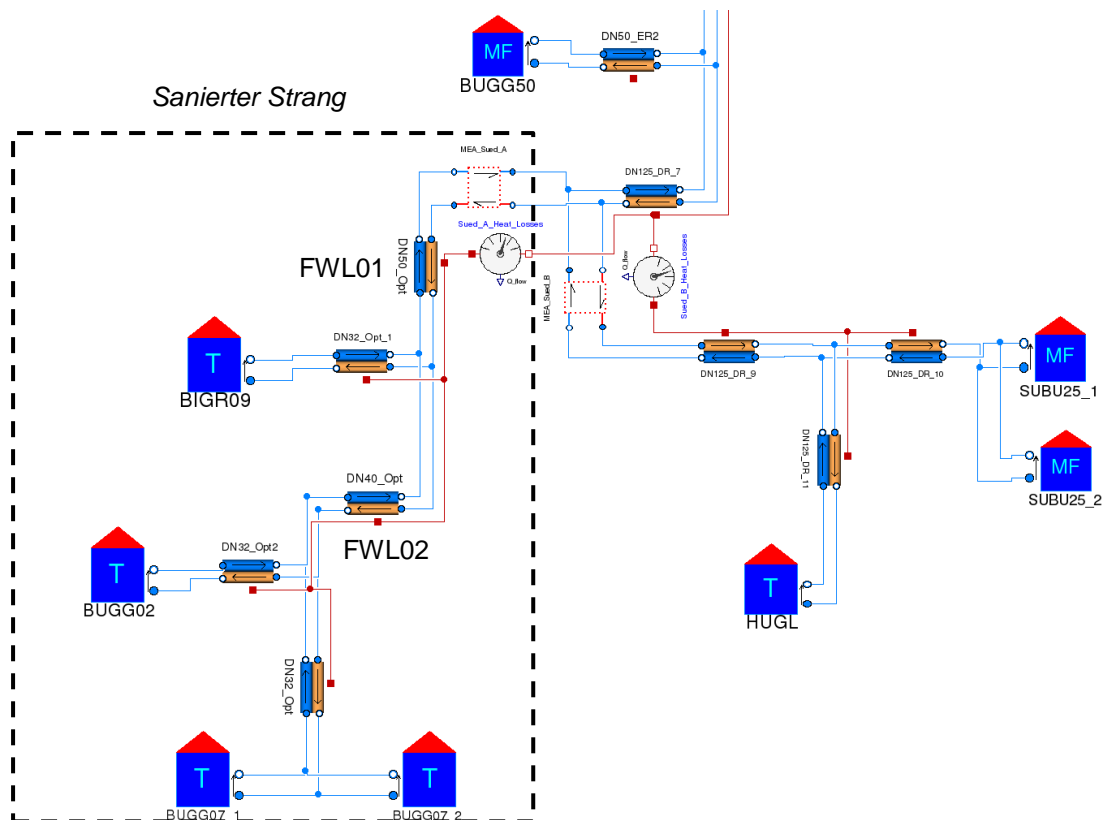 DN50_ER2
MF
BUGG50
Sanierter Strang
MEA_Sued_A
DN125_DR_7
Sued_A_Heat_Losses
Q_flow
DN50_Opt
FWL01
Q_flow
Sued_B_Heat_Losses
MEA_Sued_B
DN32_Opt_1
T
BIGR09
DN125_DR_9
DN125_DR_10
MF
SUBU25_1
DN125_DR_11
MF
SUBU25_2
DN40_Opt
FWL02
DN32_Opt2
T
BUGG02
T
HUGL
DN32_Opt
T
BUGG07_1
T
BUGG07_2